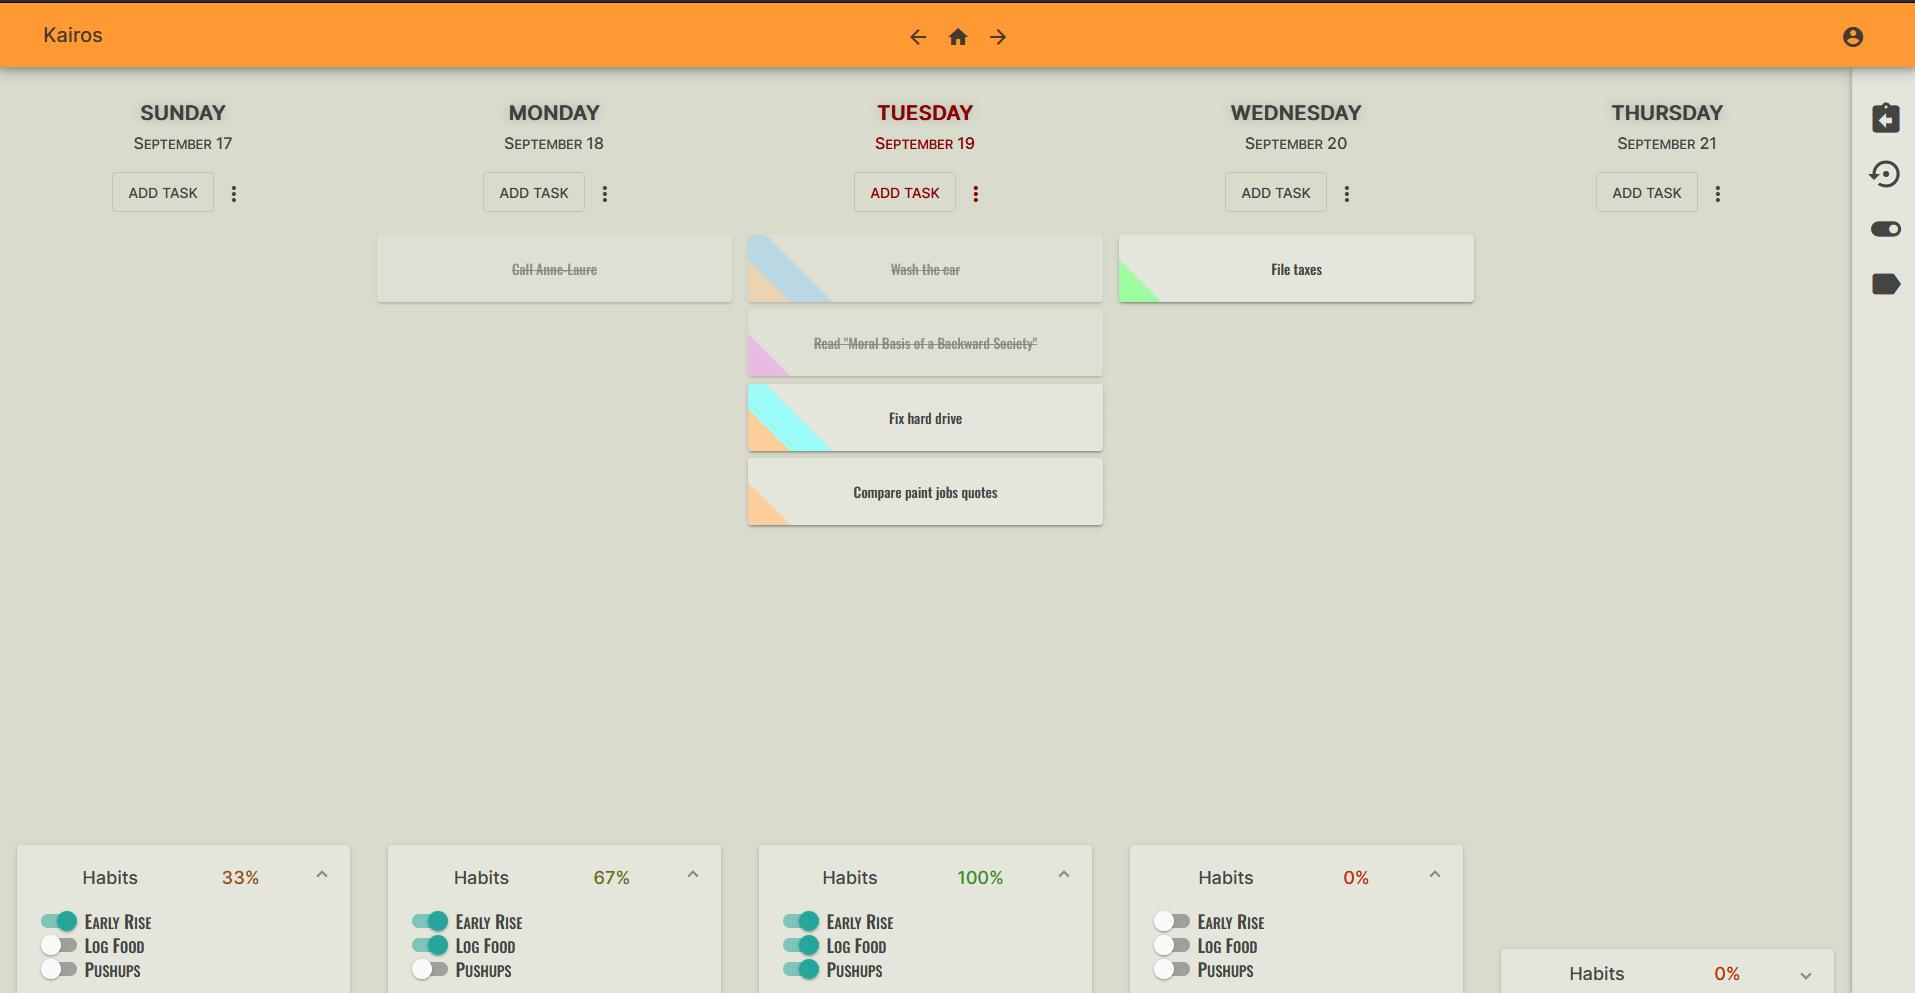 Kairos
SUNDAY
SEPTEMBER 17
ADD TASK
MONDAY
SEPTEMBER 18
ADD TASK
Call Anne-Laure
TUESDAY
SEPTEMBER 19
ADD TASK
Wash the car
Read "Moral Basis of a Backward Society"
Fix hard drive
Compare paint jobs quotes
WEDNESDAY
SEPTEMBER 20
ADD TASK
File taxes
THURSDAY
SEPTEMBER 21
ADD TASK
Habits 33%
EARLY RISE
LOG FOOD
PUSHUPS
Habits 67%
EARLY RISE
LOG FOOD
PUSHUPS
Habits 100%
EARLY RISE
LOG FOOD
PUSHUPS
Habits 0%
EARLY RISE
LOG FOOD
PUSHUPS
Habits 0%